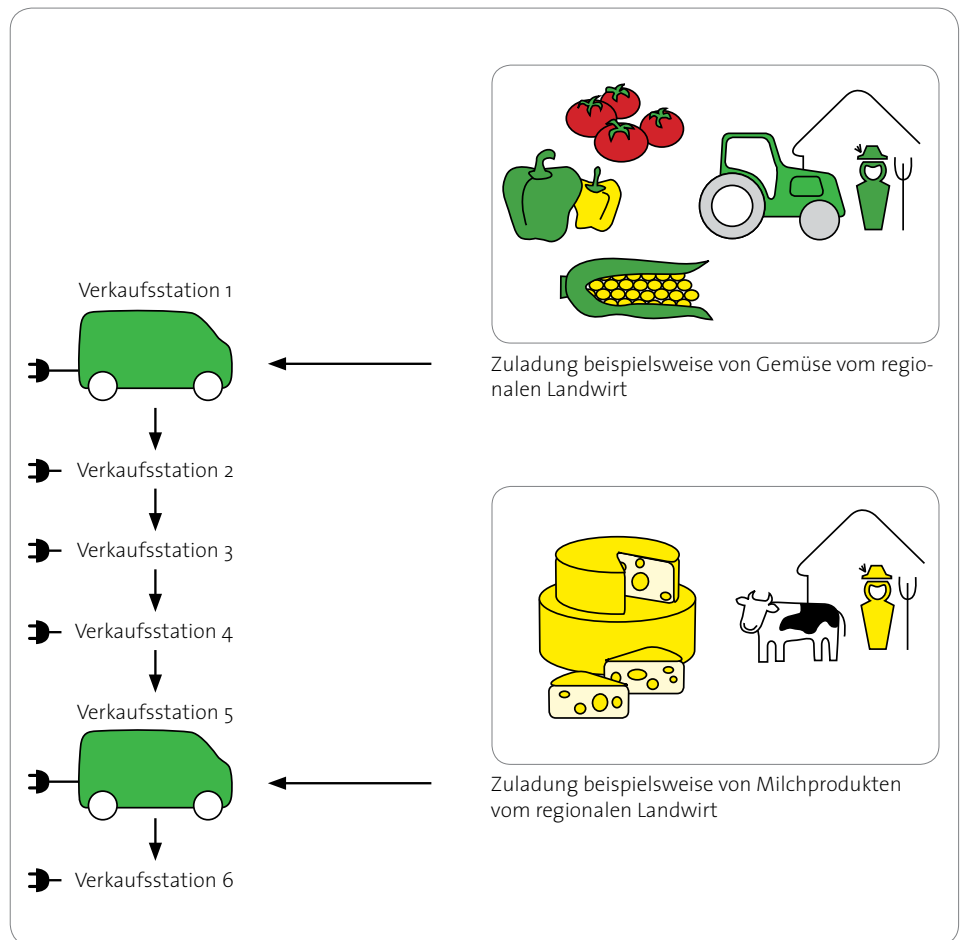 Verkaufsstation 1
Zuladung beispielsweise von Gemüse vom regio-
nalen Landwirt
Verkaufsstation 2
Verkaufsstation 3
Verkaufsstation 4
Verkaufsstation 5
Zuladung beispielsweise von Milchprodukten
vom regionalen Landwirt
Verkaufsstation 6